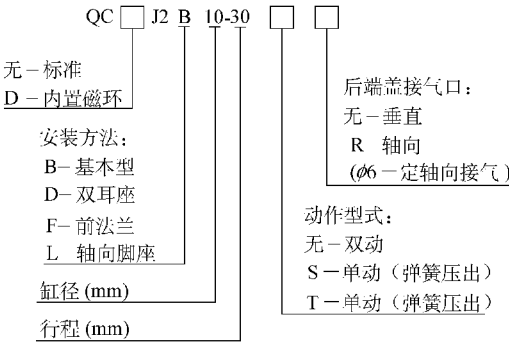 QC□ J2 B 10-30 □ □
无－标准
D－内置磁环
安装方法：
B－基本型
D－双耳座
F－前法兰
L 轴向脚座
缸径(mm)
行程(mm)
后端盖接气口：
无－垂直
R 轴向
(φ6－定轴向接气)
动作型式：
无－双动
S－单动（弹簧压出）
T－单动（弹簧压出）